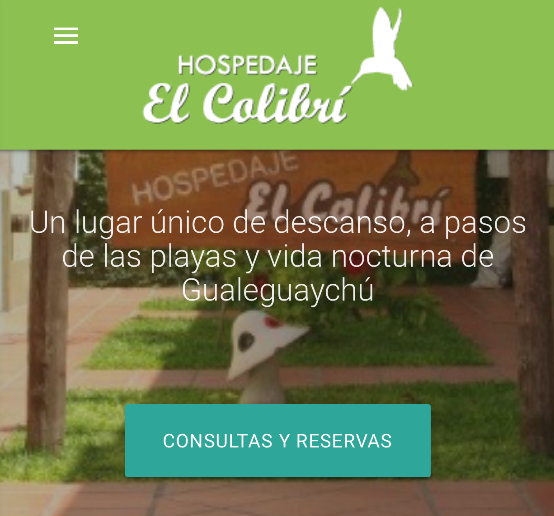 HOSPEDAJE
El Colibrí
HOSPEDAJE
El Colibrí
Un lugar único de descanso, a pasos
de las playas y vida nocturna de
Gualeguaychú
CONSULTAS Y RESERVAS